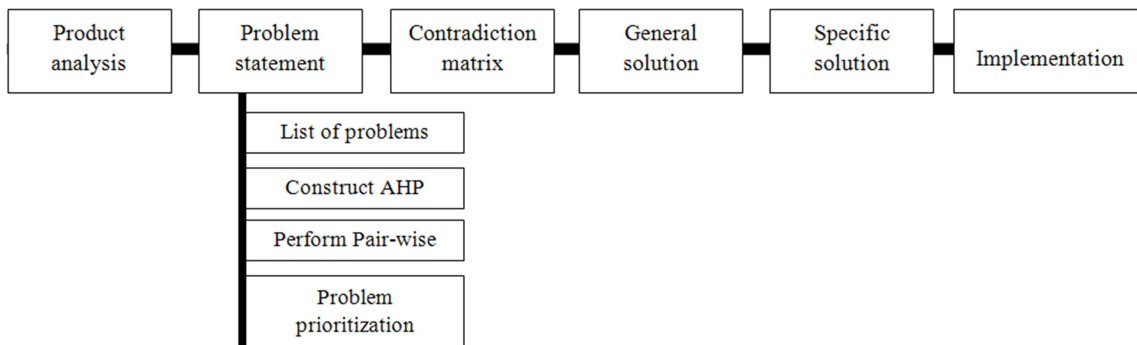 Product
analysis
Problem
statement
Contradiction
matrix
General
solution
Specific
solution
Implementation
List of problems
Construct AHP
Perform Pair-wise
Problem
prioritization